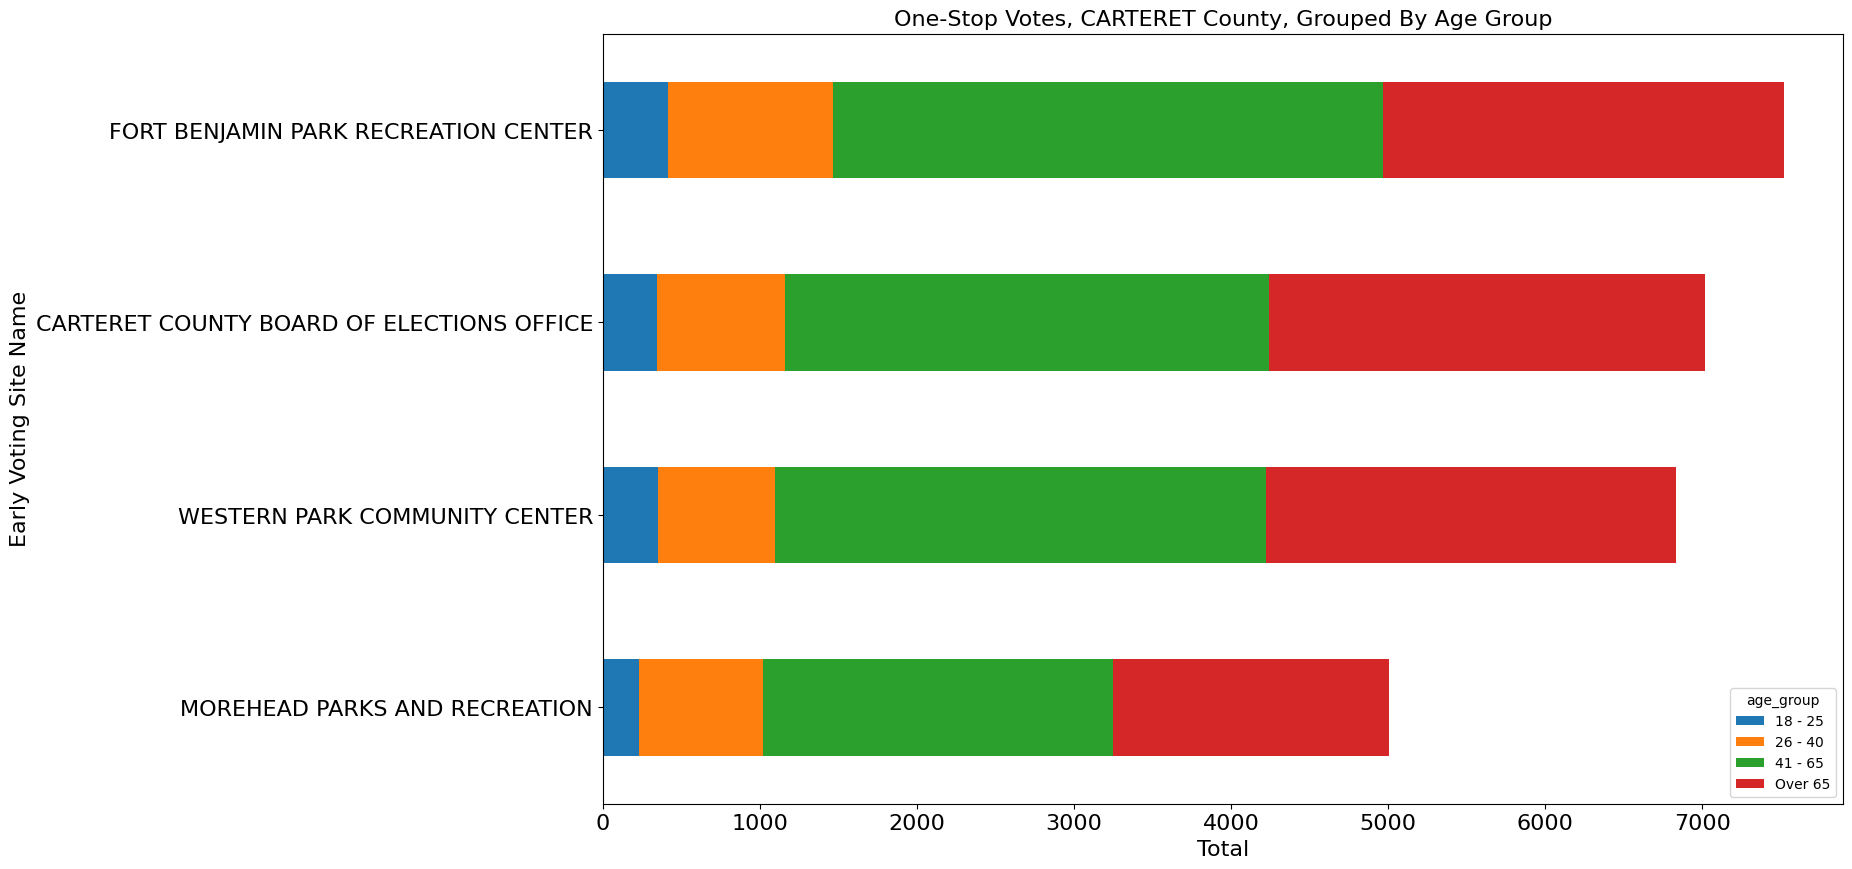 One-Stop Votes, CARTERET County, Grouped By Age Group
Early Voting Site Name
FORT BENJAMIN PARK RECREATION CENTER
CARTERET COUNTY BOARD OF ELECTIONS OFFICE
WESTERN PARK COMMUNITY CENTER
MOREHEAD PARKS AND RECREATION
age_group
18 - 25
26 - 40
41 - 65
Over 65
0 1000 2000 3000 4000 5000 6000 7000
Total